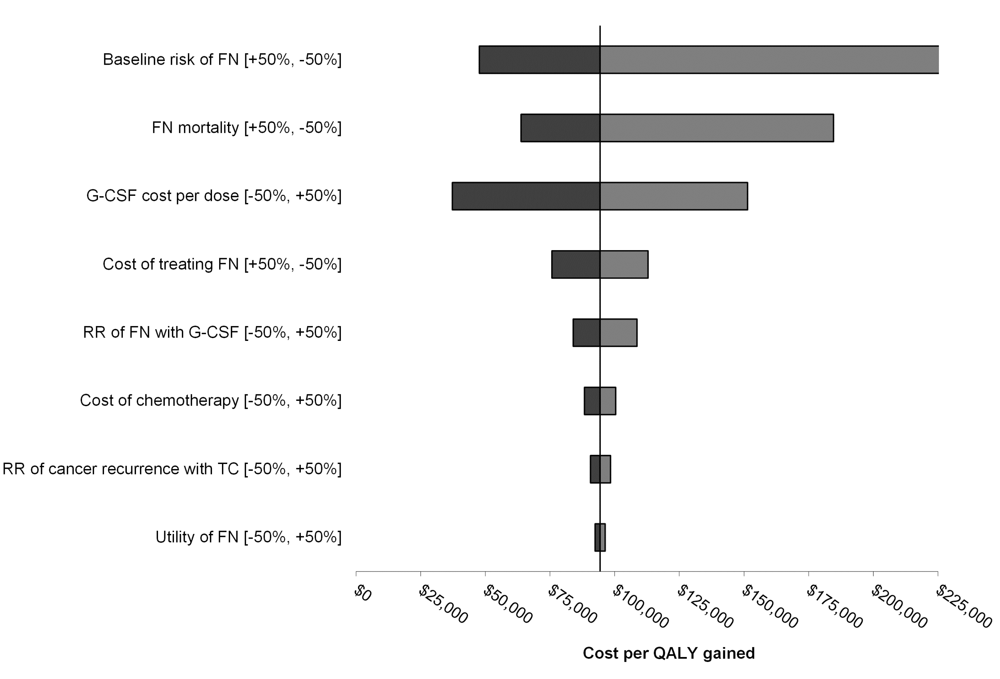 Baseline risk of FN [+50%, -50%]
FN mortality [+50%, -50%]
G-CSF cost per dose [-50%, +50%]
Cost of treating FN [+50%, -50%]
RR of FN with G-CSF [-50%, +50%]
Cost of chemotherapy [-50%, +50%]
RR of cancer recurrence with TC [-50%, +50%]
Utility of FN [-50%, +50%]
$0
$25,000
$50,000
$75,000
$100,000
$125,000
$150,000
$175,000
$200,000
$225,000
Cost per QALY gained